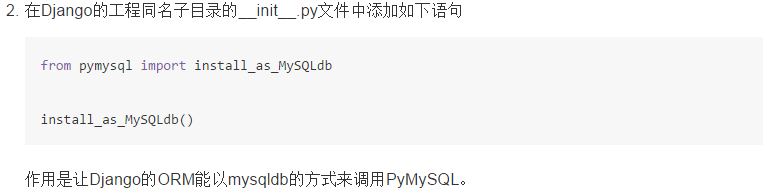 2. 在Django的工程同名子目录的__init__.py文件中添加如下语句
from pymysql import install_as_MySQLdb
install_as_MySQLdb()
作用是让Django的ORM能以mysqldb的方式来调用PyMySQL。